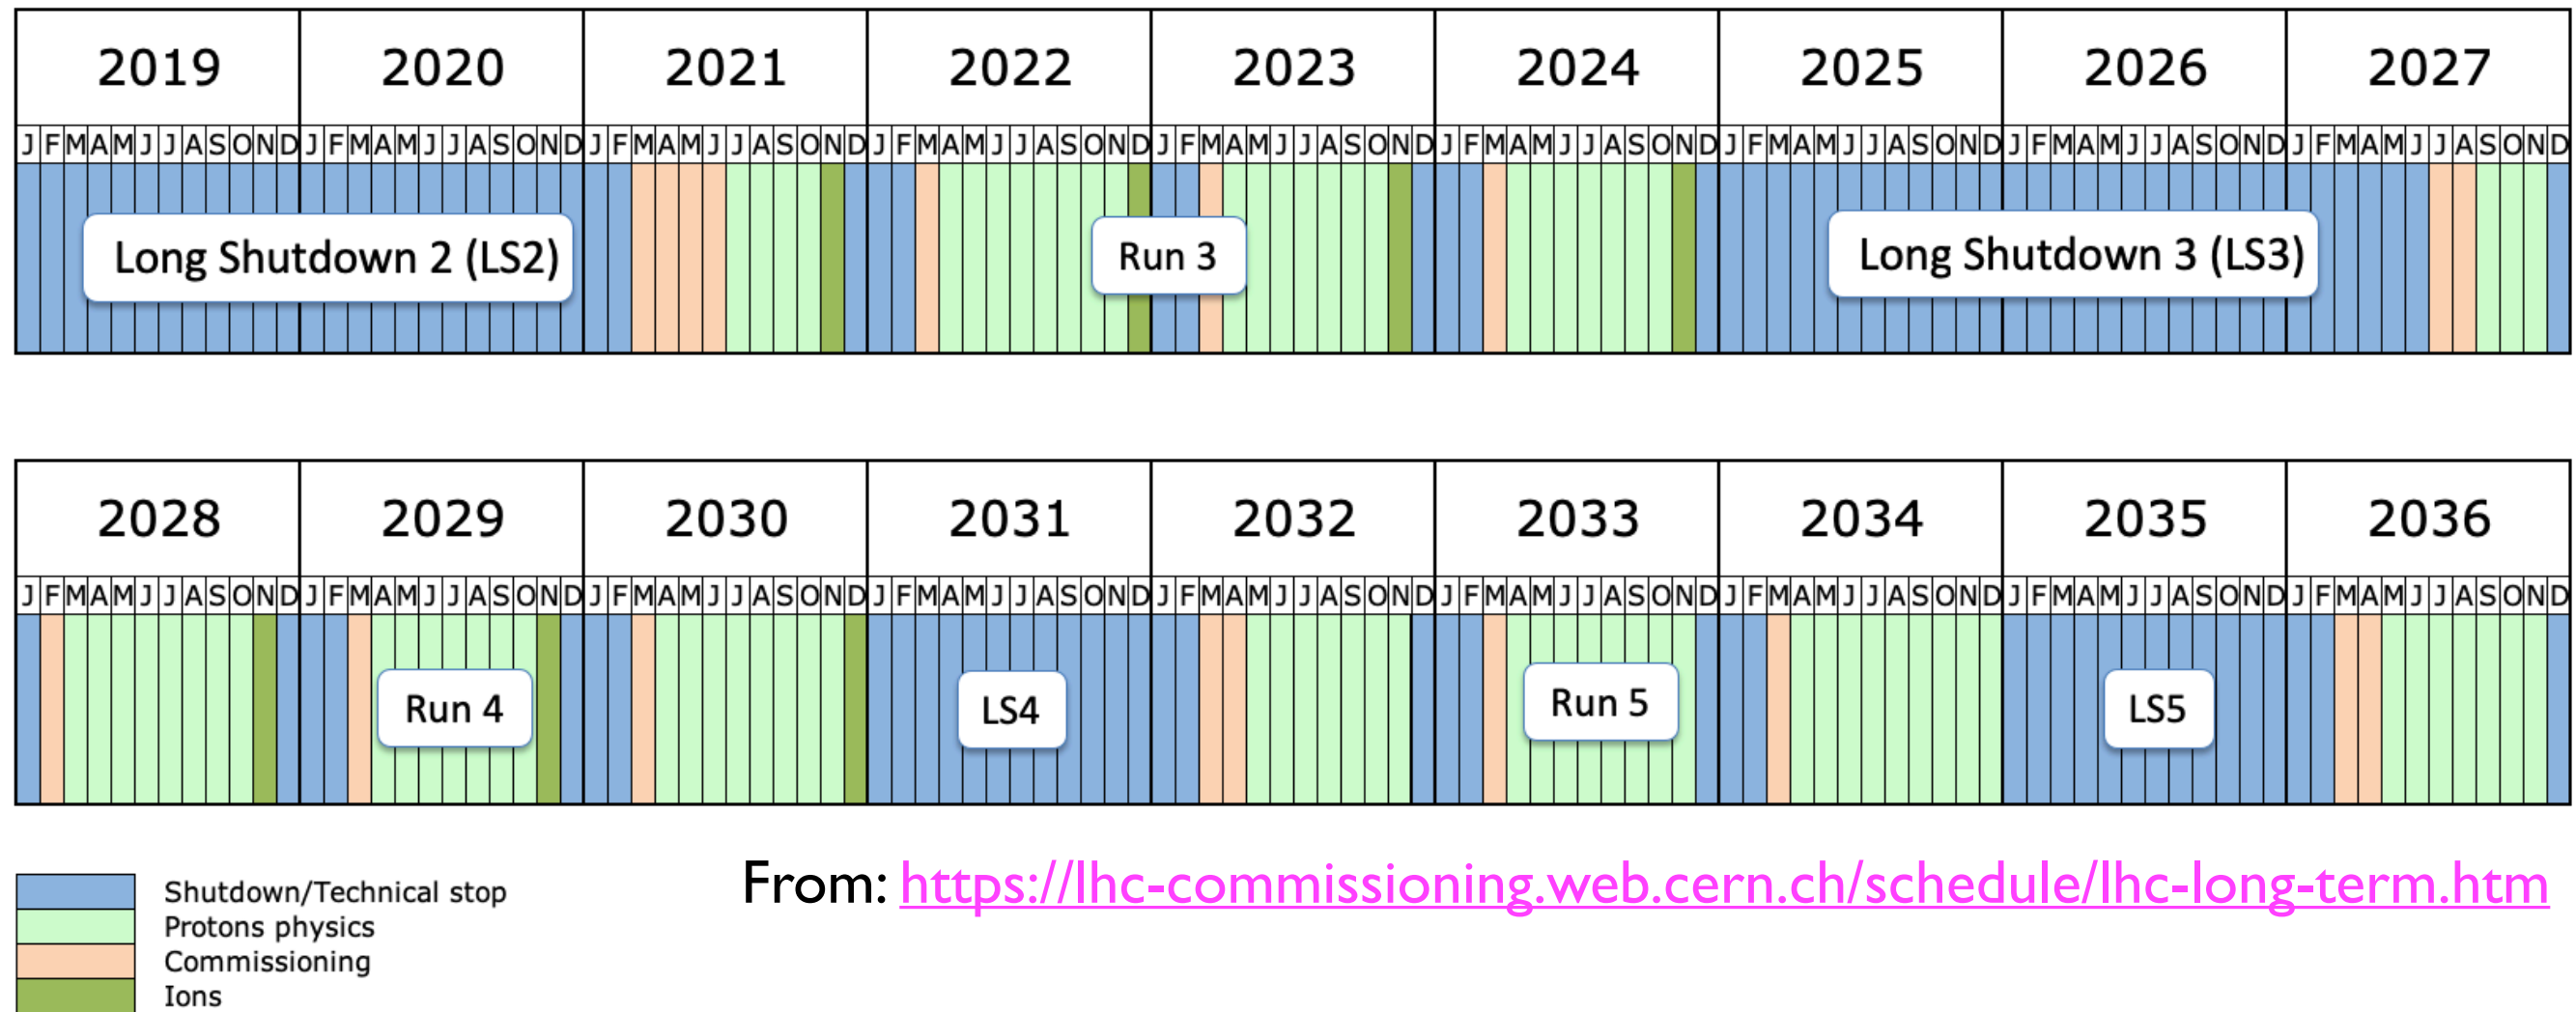 2019 2020 2021 2022 2023 2024 2025 2026 2027
J F M A M J J A S O N D J F M A M J J A S O N D J F M A M J J A S O N D J F M A M J J A S O N D J F M A M J J A S O N D J F M A M J J A S O N D J F M A M J J A S O N D J F M A M J J A S O N D J F M A M J J A S O N D
Long Shutdown 2 (LS2) Run 3 Long Shutdown 3 (LS3)
2028 2029 2030 2031 2032 2033 2034 2035 2036
J F M A M J J A S O N D J F M A M J J A S O N D J F M A M J J A S O N D J F M A M J J A S O N D J F M A M J J A S O N D J F M A M J J A S O N D J F M A M J J A S O N D J F M A M J J A S O N D J F M A M J J A S O N D
Run 4 LS4 Run 5 LS5
From: https://lhc-commissioning.web.cern.ch/schedule/lhc-long-term.htm
Shutdown/Technical stop
Protons physics
Commissioning
Ions